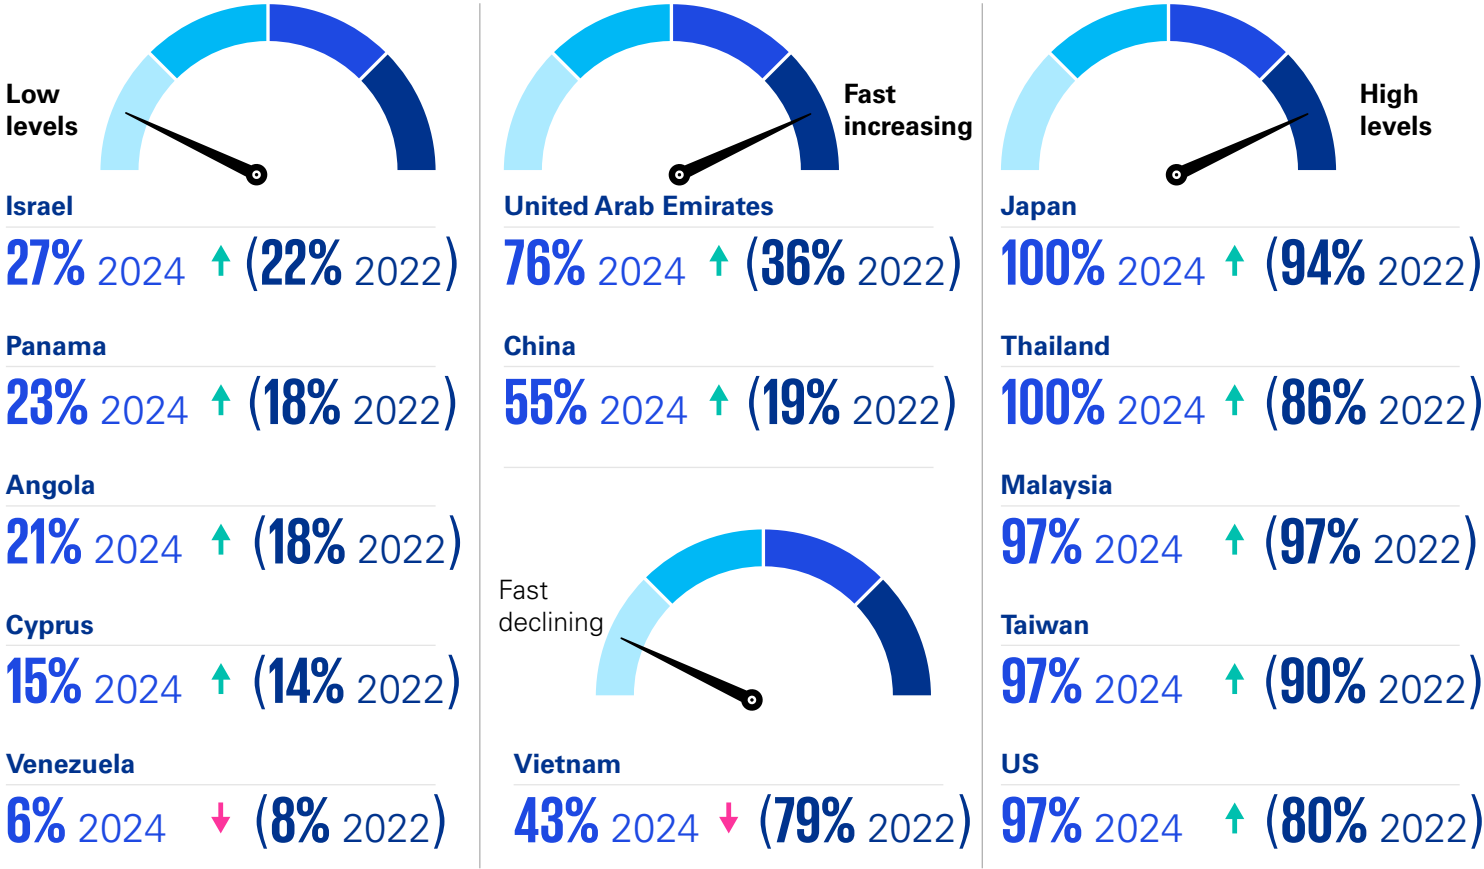 Low
levels
Israel
27% 2024 (22% 2022)
Panama
23% 2024 (18% 2022)
Angola
21% 2024 (18% 2022)
Cyprus
15% 2024 (14% 2022)
Venezuela
6% 2024 (8% 2022)
Fast
increasing
United Arab Emirates
76% 2024 (36% 2022)
China
55% 2024 (19% 2022)
Fast
declining
Vietnam
43% 2024 (79% 2022)
High
levels
Japan
100% 2024 (94% 2022)
Thailand
100% 2024 (86% 2022)
Malaysia
97% 2024 (97% 2022)
Taiwan
97% 2024 (90% 2022)
US
97% 2024 (80% 2022)